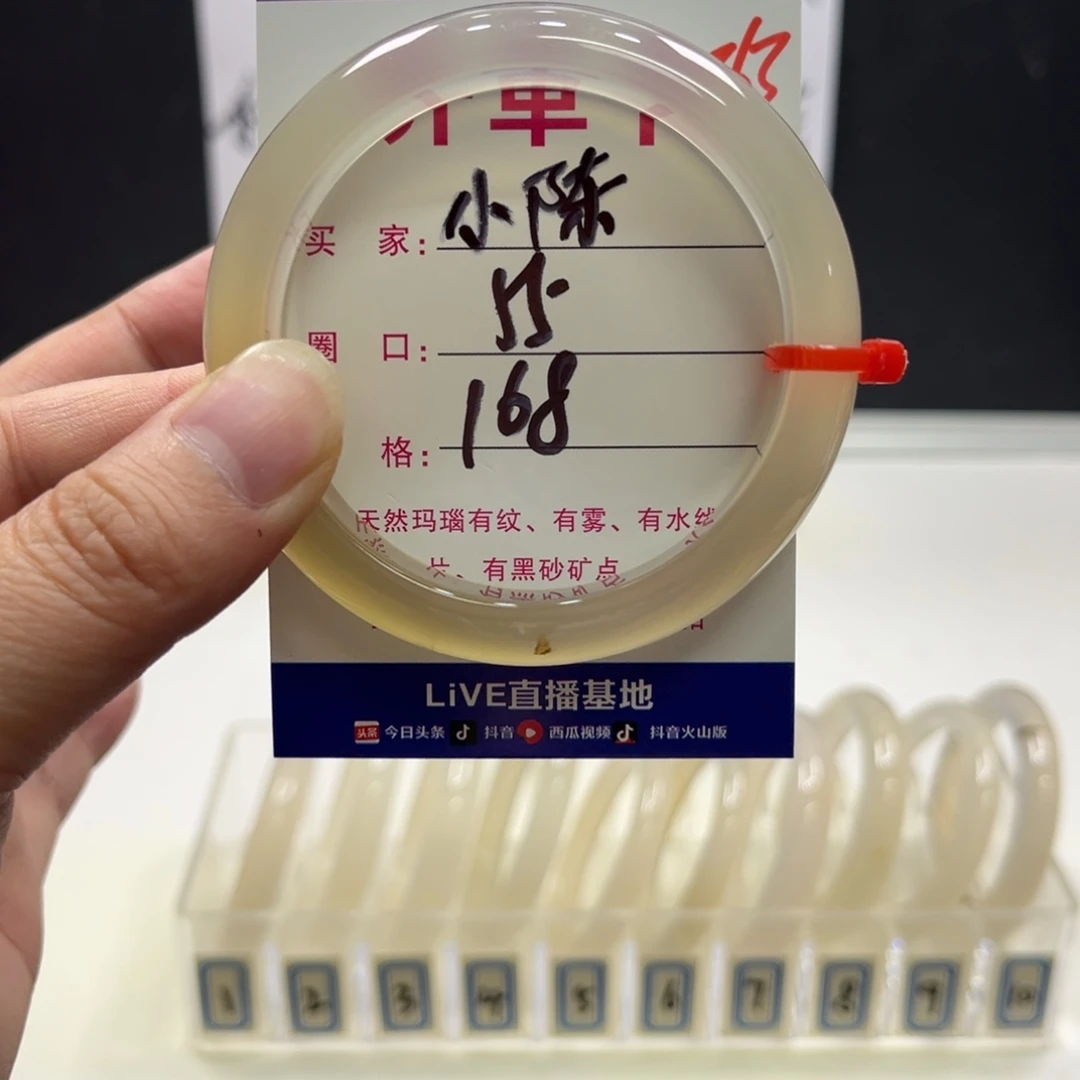 开单卡
买 家：小陈
圈 口：55
格：168
天然玛瑙有纹、有雾、有水线
片、有黑砂矿点
LiVE直播基地
头条 今日头条 抖音 西瓜视频 抖音火山版
1 2 3 4 5 6 7 8 9 10